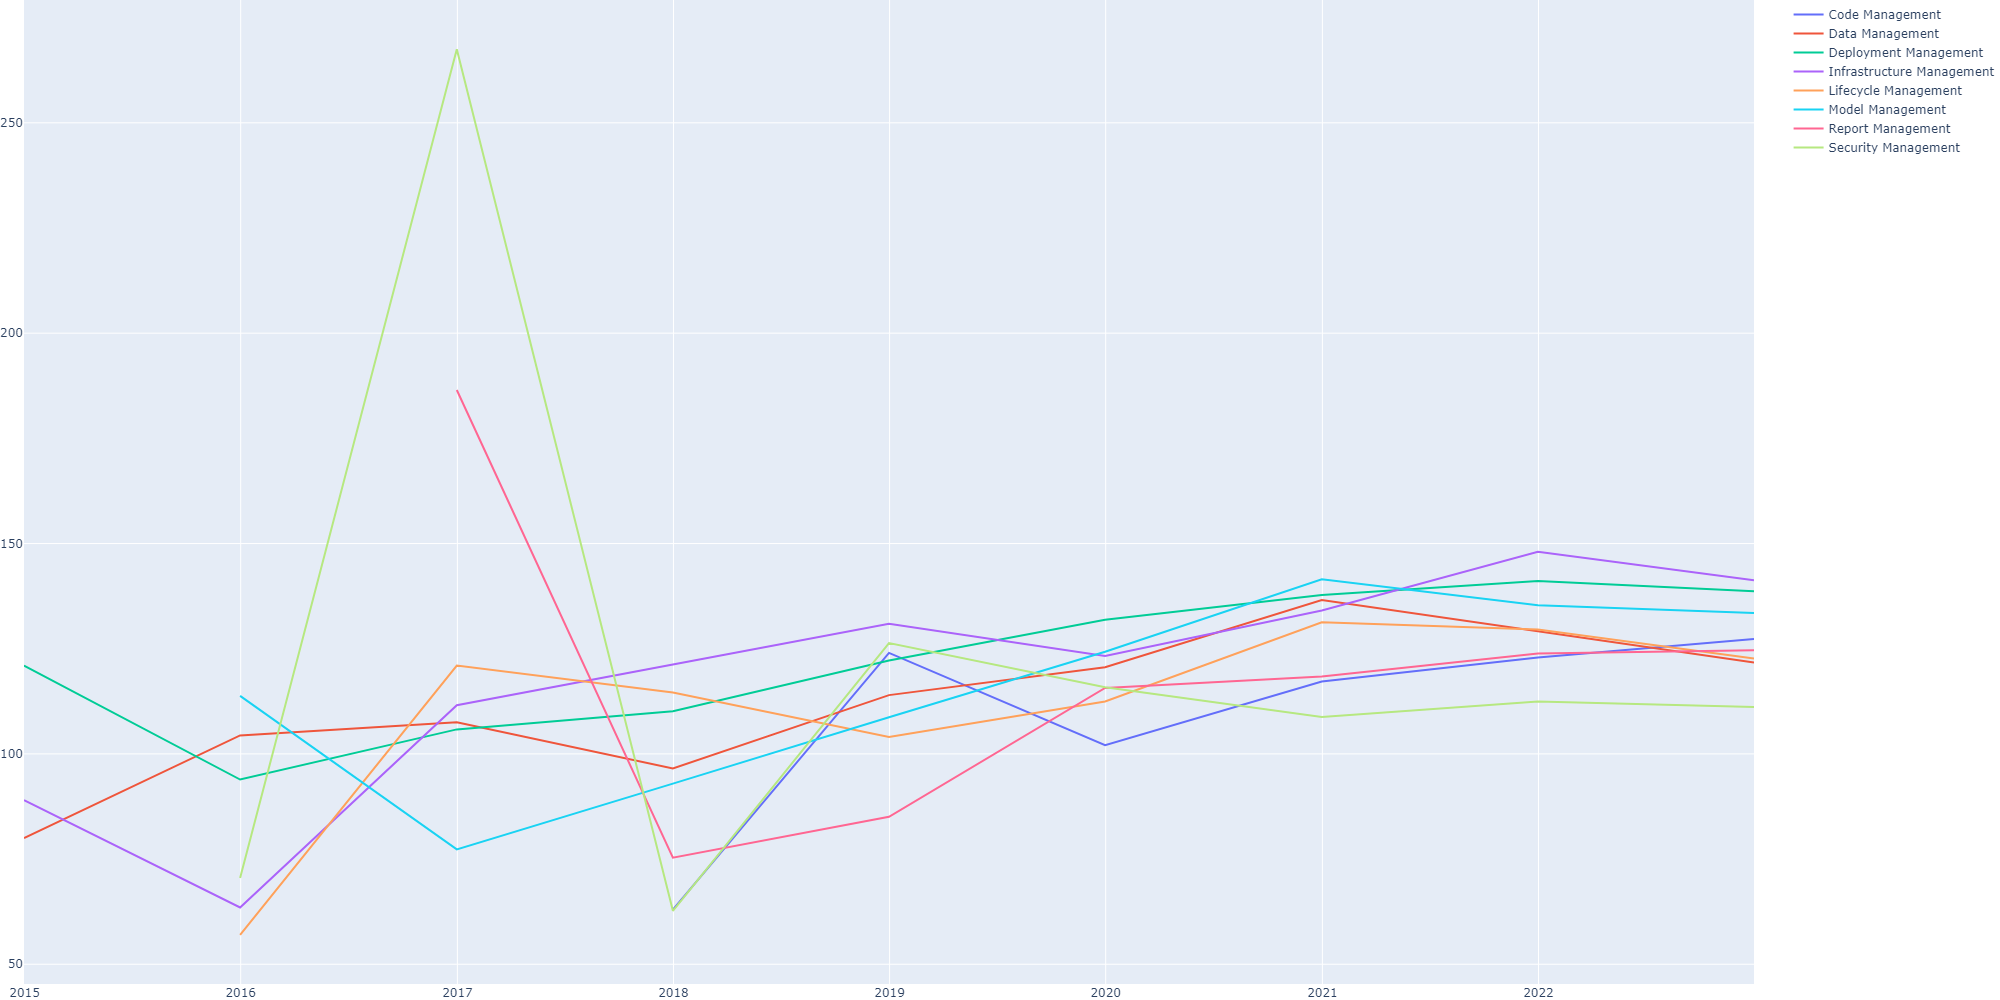 Code Management
Data Management
Deployment Management
Infrastructure Management
Lifecycle Management
Model Management
Report Management
Security Management
250
200
150
100
50
2015 2016 2017 2018 2019 2020 2021 2022